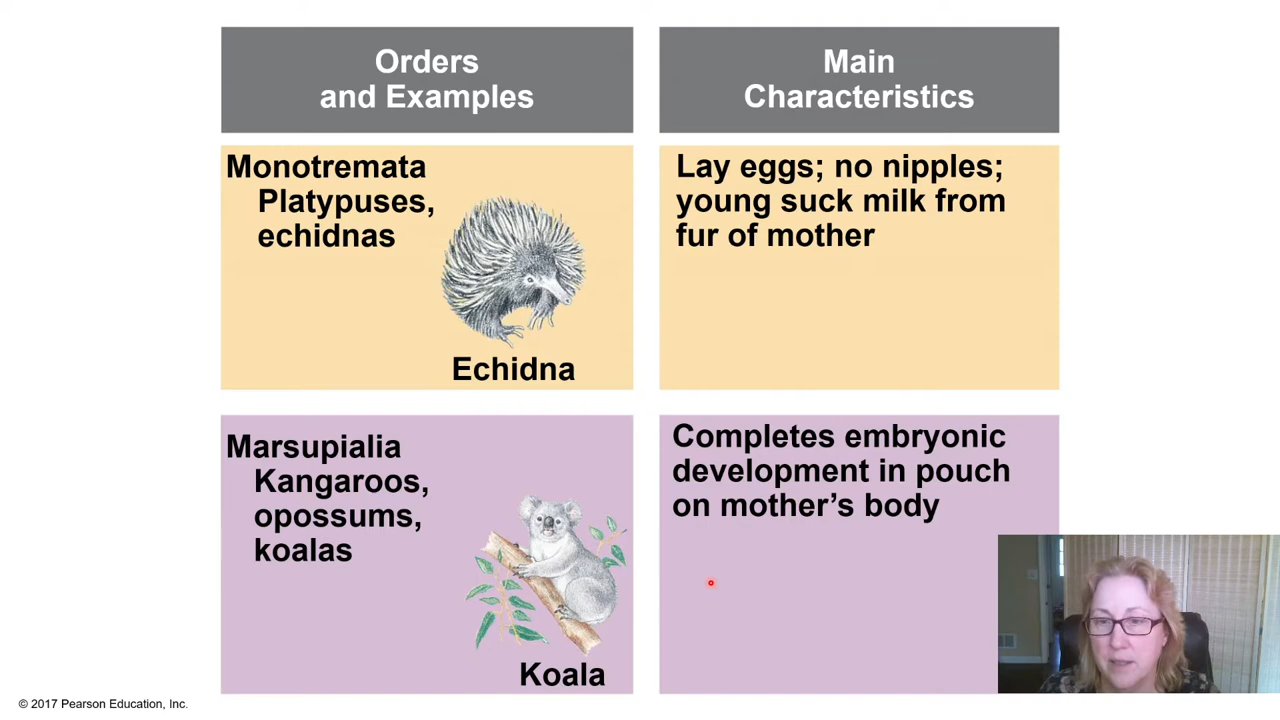 Orders
and Examples
Main
Characteristics
Monotremata
Platypuses,
echidnas
Echidna
Lay eggs; no nipples;
young suck milk from
fur of mother
Marsupialia
Kangaroos,
opossums,
koalas
Koala
Completes embryonic
development in pouch
on mother’s body
© 2017 Pearson Education, Inc.